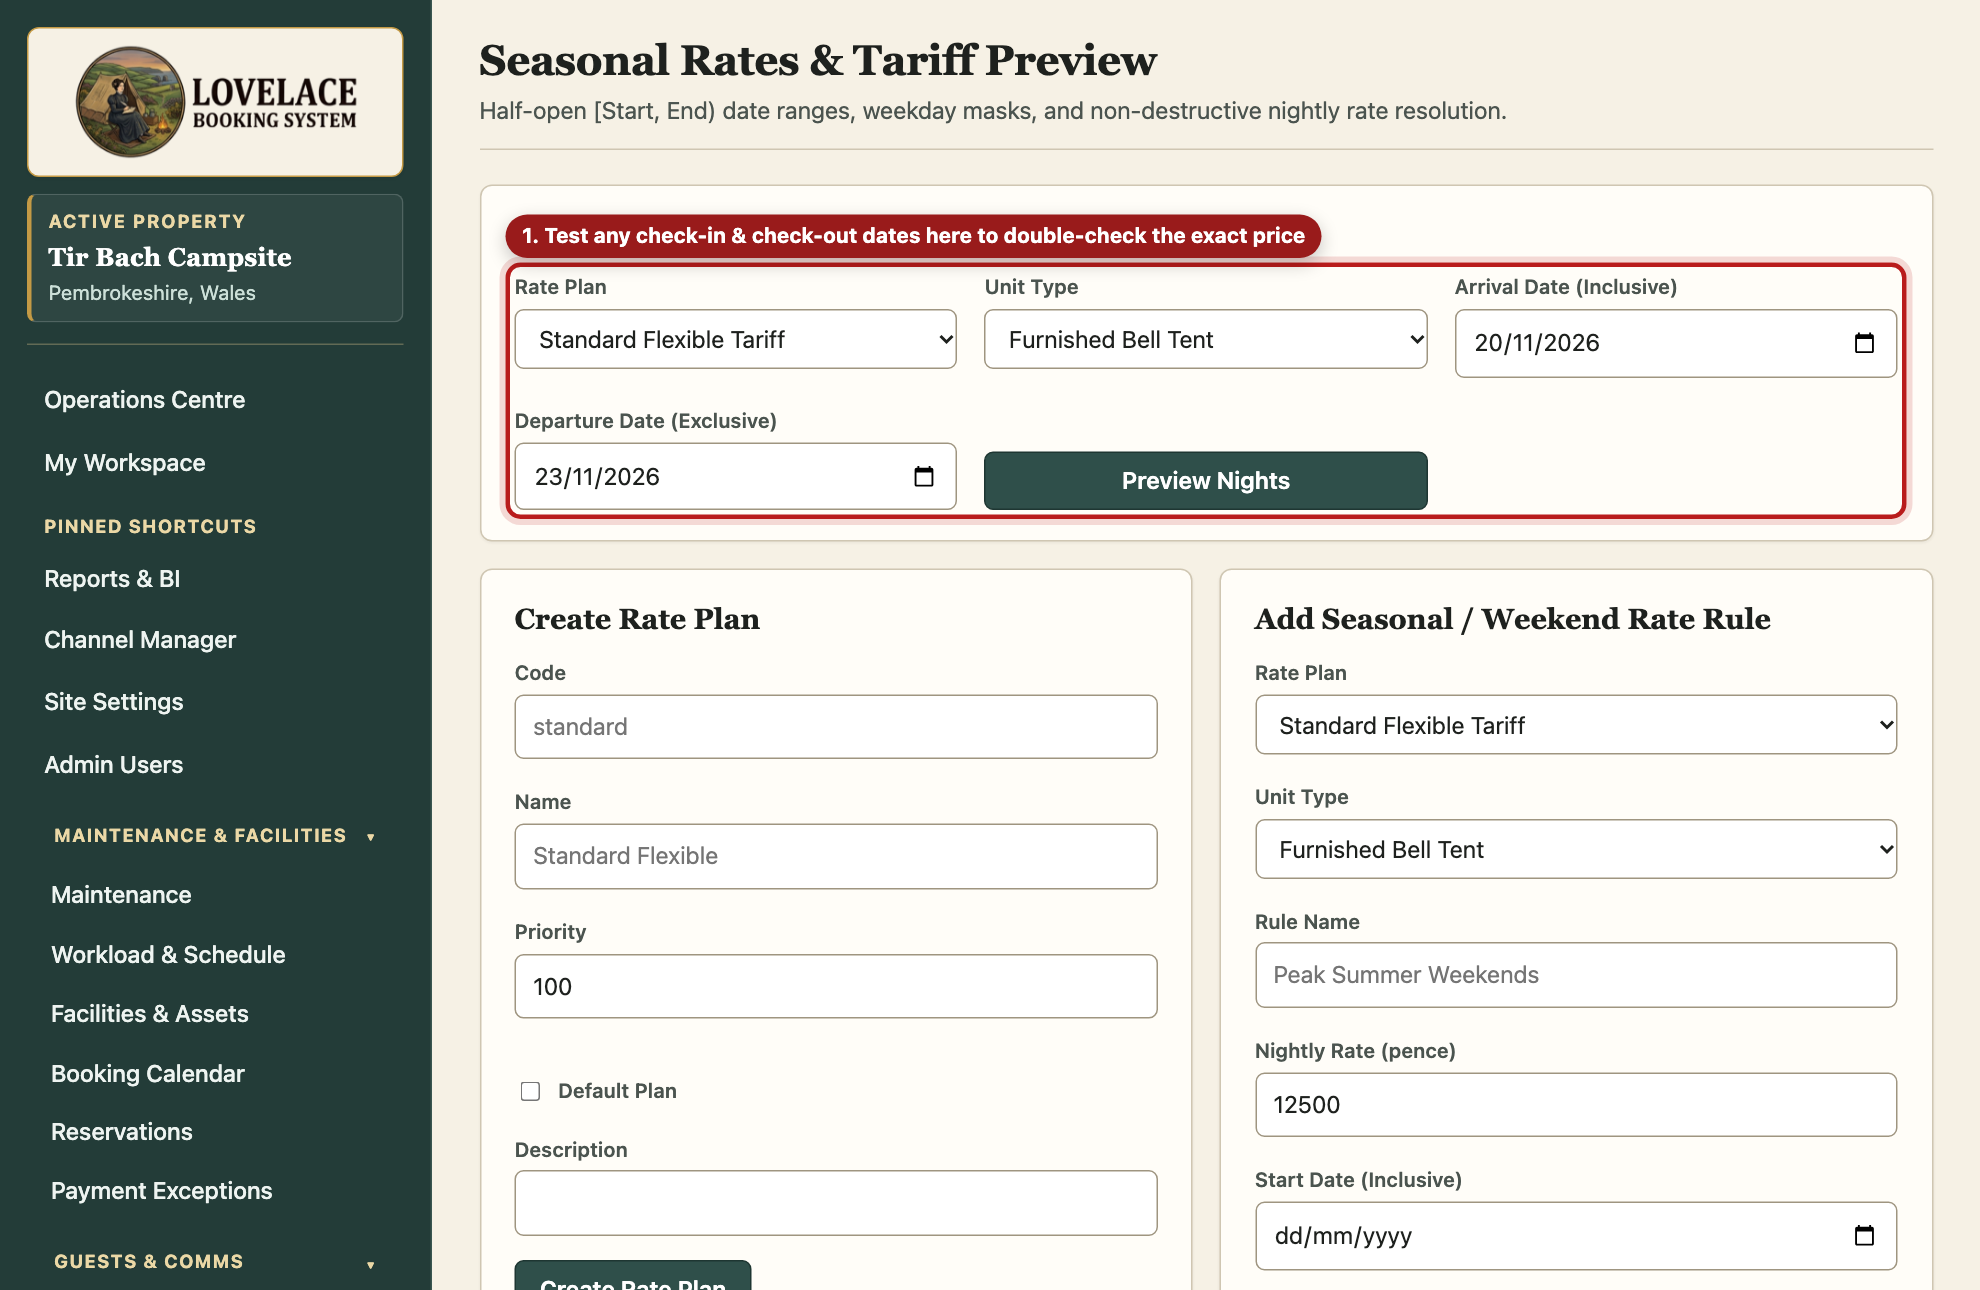 LOVELACE
BOOKING SYSTEM
ACTIVE PROPERTY
Tir Bach Campsite
Pembrokeshire, Wales
Operations Centre
My Workspace
PINNED SHORTCUTS
Reports & BI
Channel Manager
Site Settings
Admin Users
MAINTENANCE & FACILITIES ▼
Maintenance
Workload & Schedule
Facilities & Assets
Booking Calendar
Reservations
Payment Exceptions
GUESTS & COMMS ▼
Seasonal Rates & Tariff Preview
Half-open [Start, End) date ranges, weekday masks, and non-destructive nightly rate resolution.
1. Test any check-in & check-out dates here to double-check the exact price
Rate Plan
Standard Flexible Tariff
Unit Type
Furnished Bell Tent
Arrival Date (Inclusive)
20/11/2026
Departure Date (Exclusive)
23/11/2026
Preview Nights
Create Rate Plan
Code
standard
Name
Standard Flexible
Priority
100
Default Plan
Description
Create Rate Plan
Add Seasonal / Weekend Rate Rule
Rate Plan
Standard Flexible Tariff
Unit Type
Furnished Bell Tent
Rule Name
Peak Summer Weekends
Nightly Rate (pence)
12500
Start Date (Inclusive)
dd/mm/yyyy